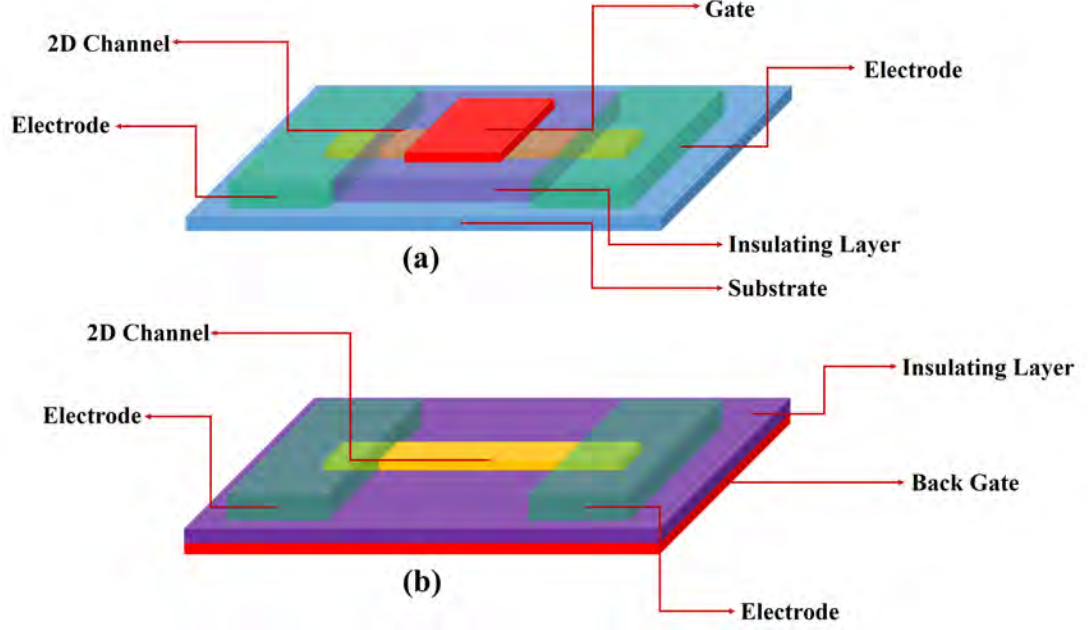 Gate
2D Channel
Electrode
Electrode
Insulating Layer
(a)
Substrate
2D Channel
Insulating Layer
Electrode
Back Gate
(b)
Electrode